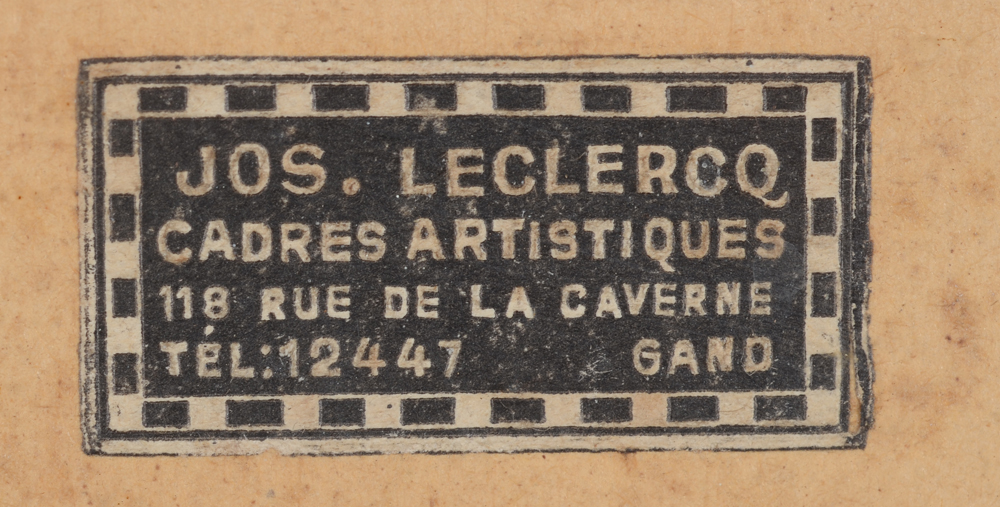 JOS. LECLERCQ
CADRES ARTISTIQUES
118 RUE DE LA CAVERNE
TÉL:12447 GAND